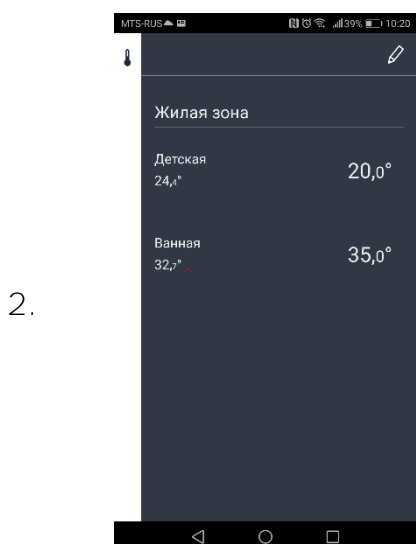 MTS-RUS 39% 10:20
Жилая зона
Детская
24,4°
20,0°
Ванная
32,7°
35,0°
2.